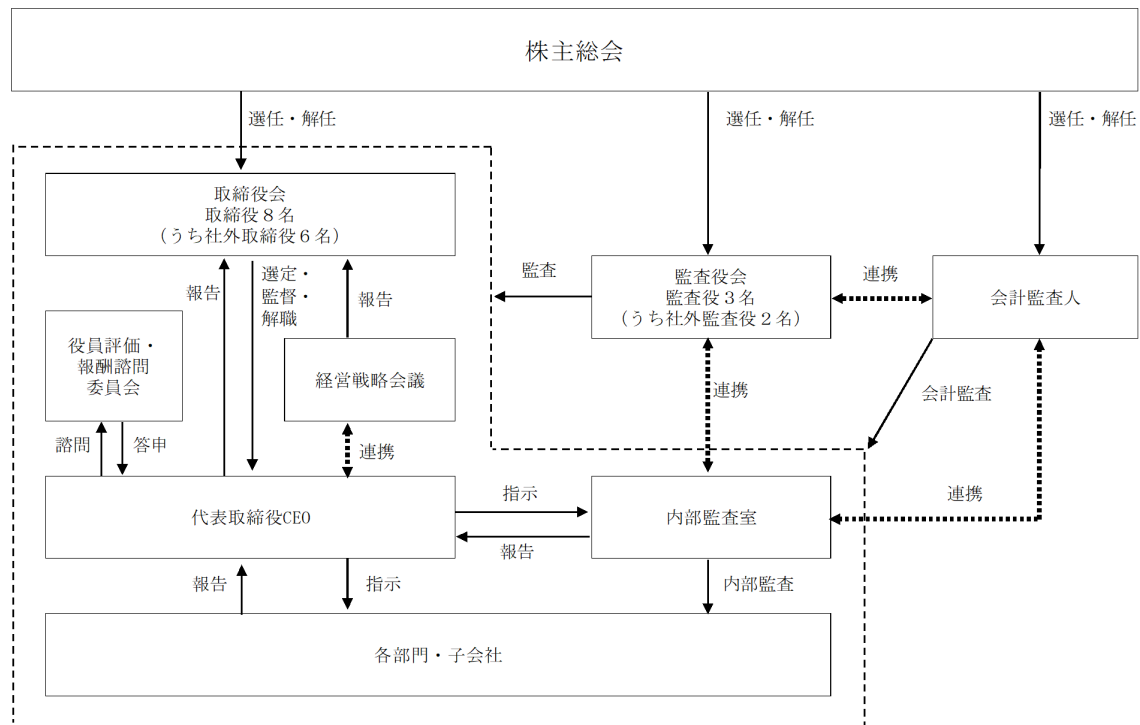 株主総会
選任・解任
選任・解任
選任・解任
取締役会
取締役８名
（うち社外取締役６名）
監査
監査役会
監査役３名
（うち社外監査役２名）
連携
会計監査人
報告
選定・
監督・
解職
報告
役員評価・
報酬諮問
委員会
経営戦略会議
連携
会計監査
諮問
答申
連携
代表取締役CEO
指示
報告
内部監査室
連携
報告
指示
内部監査
各部門・子会社